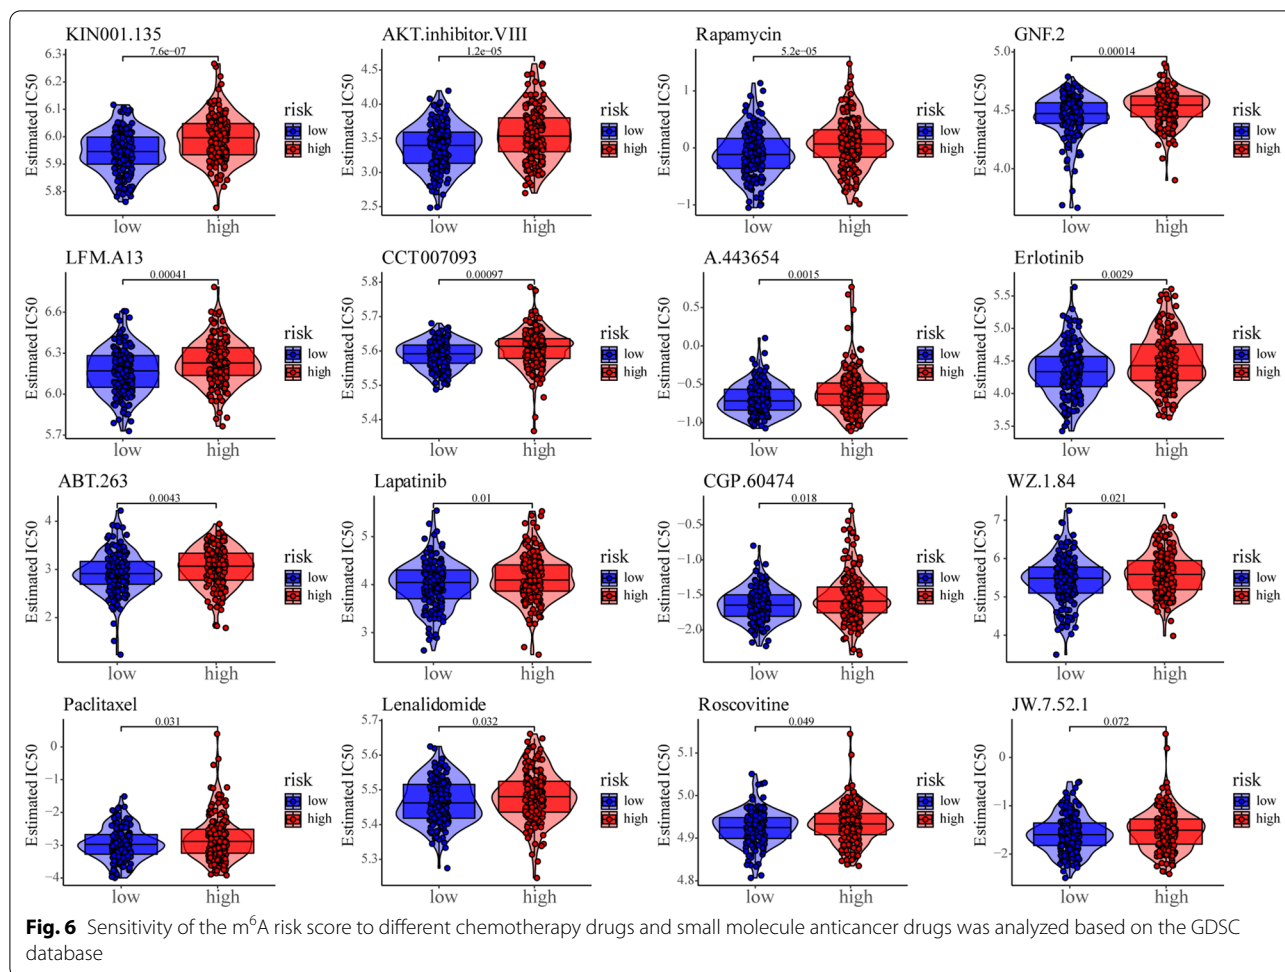 KIN001.135
7.6e−07
Estimated IC50
6.3
6.2
6.1
6.0
5.9
5.8
low
high
risk
low
high
AKT.inhibitor.VIII
1.2e−05
Estimated IC50
4.5
4.0
3.5
3.0
2.5
low
high
risk
low
high
Rapamycin
5.2e−05
Estimated IC50
1
0
−1
low
high
risk
low
high
GNF.2
0.00014
Estimated IC50
5.0
4.5
4.0
low
high
risk
low
high
LFM.A13
0.00041
Estimated IC50
6.6
6.3
6.0
5.7
low
high
risk
low
high
CCT007093
0.00097
Estimated IC50
5.8
5.7
5.6
5.5
5.4
low
high
risk
low
high
A.443654
0.0015
Estimated IC50
0.5
0.0
−0.5
−1.0
low
high
risk
low
high
Erlotinib
0.0029
Estimated IC50
5.5
5.0
4.5
4.0
3.5
low
high
risk
low
high
ABT.263
0.0043
Estimated IC50
4
3
2
low
high
risk
low
high
Lapatinib
0.01
Estimated IC50
5
4
3
low
high
risk
low
high
CGP.60474
0.018
Estimated IC50
−0.5
−1.0
−1.5
−2.0
low
high
risk
low
high
WZ.1.84
0.021
Estimated IC50
7
6
5
4
low
high
risk
low
high
Paclitaxel
0.031
Estimated IC50
0
−1
−2
−3
−4
low
high
risk
low
high
Lenalidomide
0.032
Estimated IC50
5.7
5.6
5.5
5.4
5.3
low
high
risk
low
high
Roscovitine
0.049
Estimated IC50
5.1
5.0
4.9
4.8
low
high
risk
low
high
JW.7.52.1
0.072
Estimated IC50
0
−1
−2
low
high
risk
low
high
Fig. 6 Sensitivity of the m⁶A risk score to different chemotherapy drugs and small molecule anticancer drugs was analyzed based on the GDSC
database